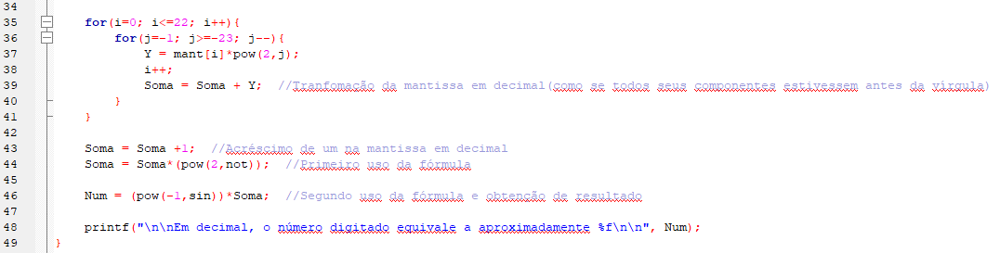 34
35 for(i=0; i<=22; i++){
36 for(j=-1; j>=-23; j--){
37 Y = mant[i]*pow(2,j);
38 i++;
39 Soma = Soma + Y; //Tranfomação da mantissa em decimal(como se todos seus componentes estivessem antes da vírgula)
40 }
41 }
42
43 Soma = Soma +1; //Acréscimo de um na mantissa em decimal
44 Soma = Soma*(pow(2,not)); //Primeiro uso da fórmula
45
46 Num = (pow(-1,sin))*Soma; //Segundo uso da fórmula e obtenção de resultado
47
48 printf("\n\nEm decimal, o número digitado equivale a aproximadamente %f\n\n", Num);
49 }